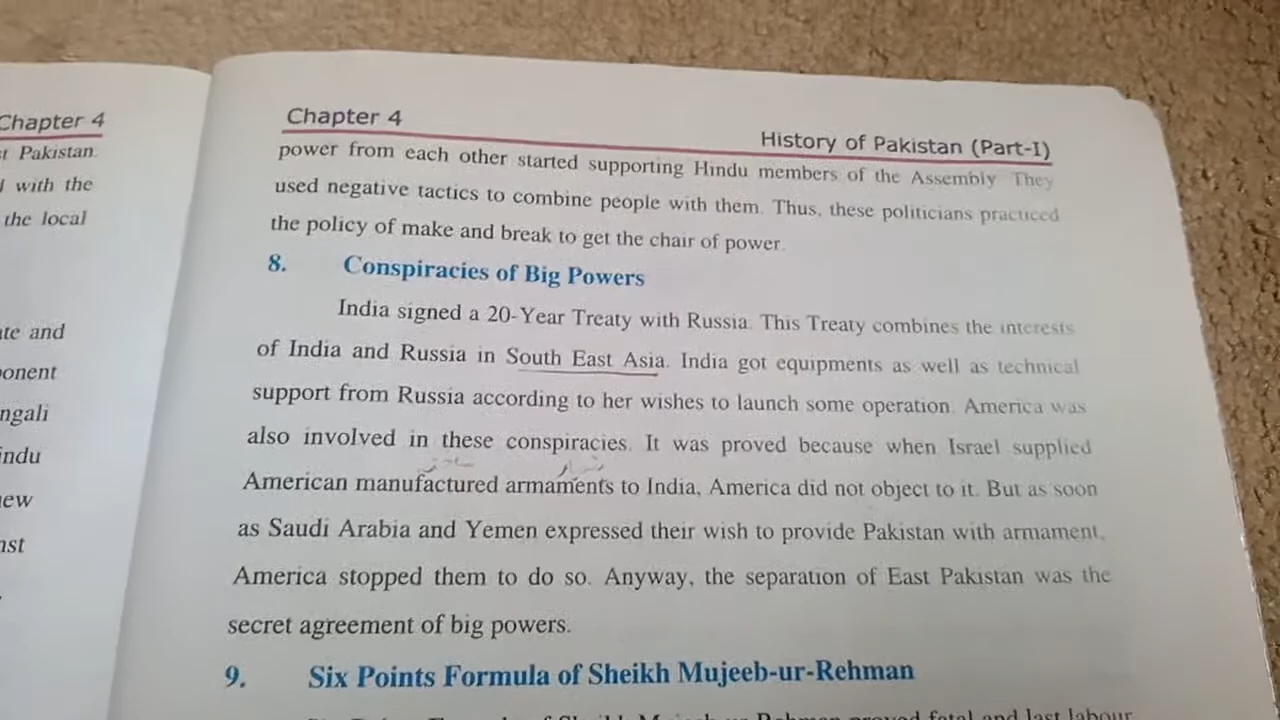 Chapter 4
t Pakistan.
with the
the local
te and
onent
ngali
indu
ew
nst
Chapter 4
History of Pakistan (Part-I)
power from each other started supporting Hindu members of the Assembly. They
used negative tactics to combine people with them. Thus, these politicians practiced
the policy of make and break to get the chair of power.
8. Conspiracies of Big Powers
India signed a 20-Year Treaty with Russia. This Treaty combines the interests
of India and Russia in South East Asia. India got equipments as well as technical
support from Russia according to her wishes to launch some operation. America was
also involved in these conspiracies. It was proved because when Israel supplied
American manufactured armaments to India, America did not object to it. But as soon
as Saudi Arabia and Yemen expressed their wish to provide Pakistan with armament,
America stopped them to do so. Anyway, the separation of East Pakistan was the
secret agreement of big powers.
9. Six Points Formula of Sheikh Mujeeb-ur-Rehman